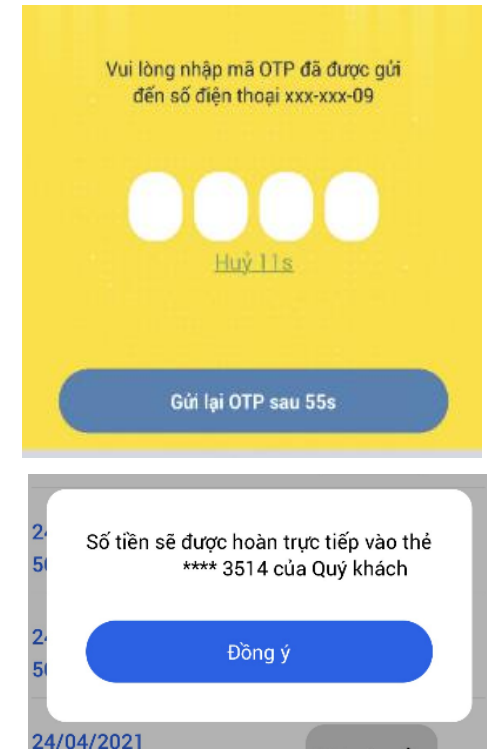 Vui lòng nhập mã OTP đã được gửi
đến số điện thoại xxx-xxx-09
Huỷ 11s
Gửi lại OTP sau 55s
Số tiền sẽ được hoàn trực tiếp vào thẻ
**** 3514 của Quý khách
Đồng ý
24/04/2021